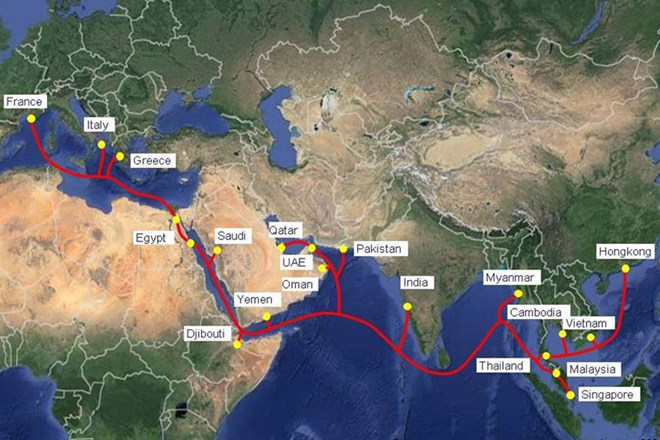 France
Italy
Greece
Egypt
Saudi
Qatar
UAE
Pakistan
Oman
India
Yemen
Djibouti
Hongkong
Myanmar
Cambodia
Vietnam
Thailand
Malaysia
Singapore